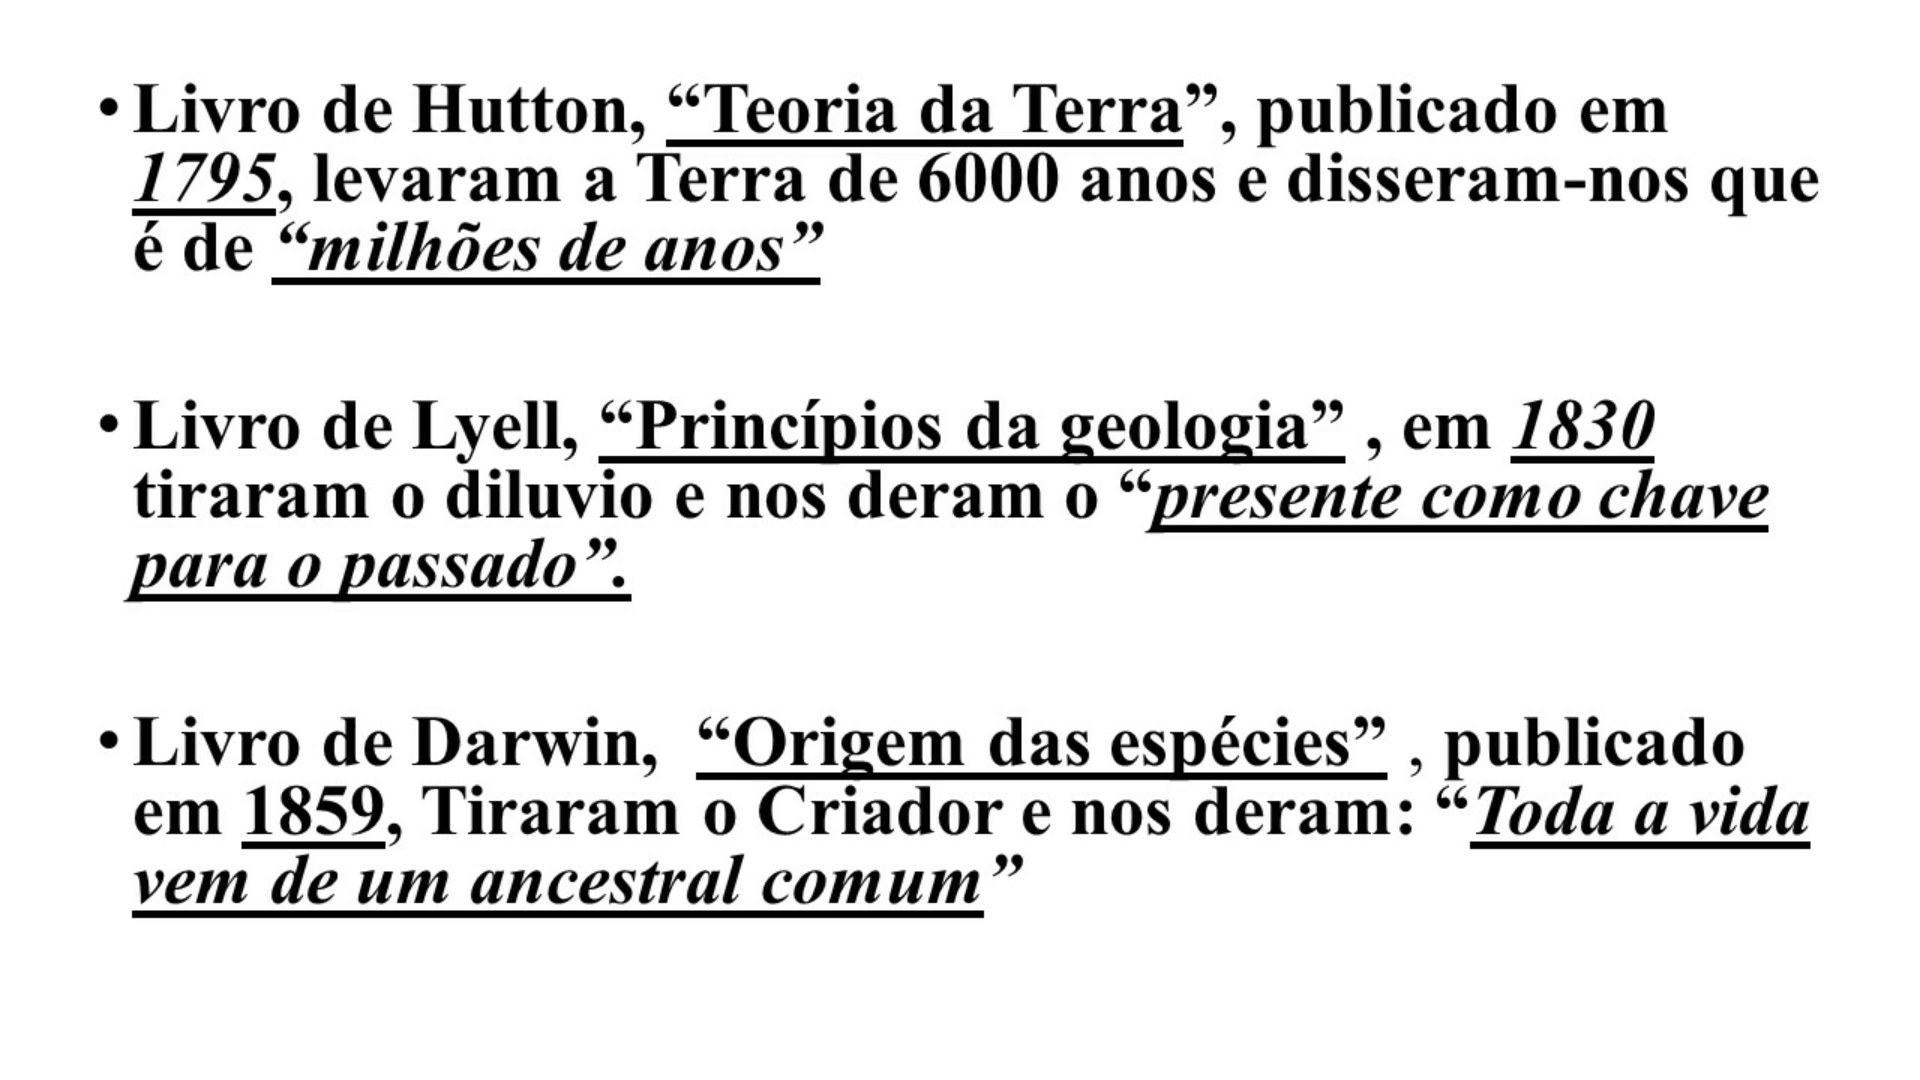 • Livro de Hutton, “Teoria da Terra”, publicado em
1795, levaram a Terra de 6000 anos e disseram-nos que
é de “milhões de anos”
• Livro de Lyell, “Princípios da geologia” , em 1830
tiraram o diluvio e nos deram o “presente como chave
para o passado”.
• Livro de Darwin, “Origem das espécies” , publicado
em 1859, Tiraram o Criador e nos deram: “Toda a vida
vem de um ancestral comum”